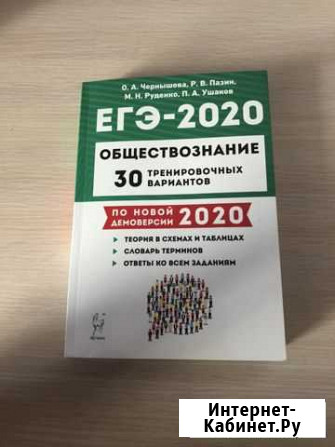 О. А. Чернышева, Р. В. Пазин,
М. Н. Руденко, П. А. Ушаков
ЕГЭ-2020
ОБЩЕСТВОЗНАНИЕ
30 ТРЕНИРОВОЧНЫХ
ВАРИАНТОВ
ПО НОВОЙ
ДЕМОВЕРСИИ 2020
ТЕОРИЯ В СХЕМАХ И ТАБЛИЦАХ
СЛОВАРЬ ТЕРМИНОВ
ОТВЕТЫ КО ВСЕМ ЗАДАНИЯМ
Интернет-
Кабинет.Ру